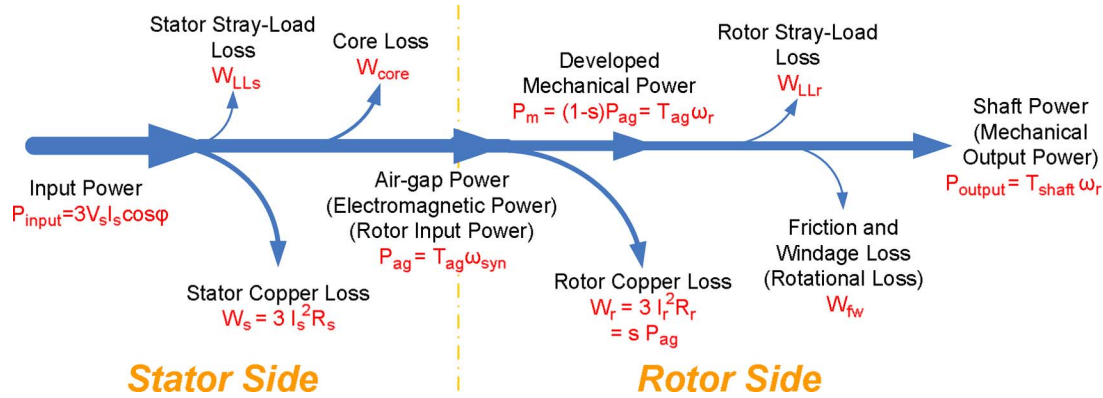 Stator Stray-Load
Loss
W_LLs
Core Loss
W_core
Developed
Mechanical Power
P_m = (1-s)P_ag = T_ag ω_r
Rotor Stray-Load
Loss
W_LLr
Shaft Power
(Mechanical
Output Power)
P_output = T_shaft ω_r
Input Power
P_input=3V_sI_scosφ
Air-gap Power
(Electromagnetic Power)
(Rotor Input Power)
P_ag = T_ag ω_syn
Stator Copper Loss
W_s = 3 I_s^2R_s
Rotor Copper Loss
W_r = 3 I_r^2R_r
= s P_ag
Friction and
Windage Loss
(Rotational Loss)
W_fw
Stator Side
Rotor Side